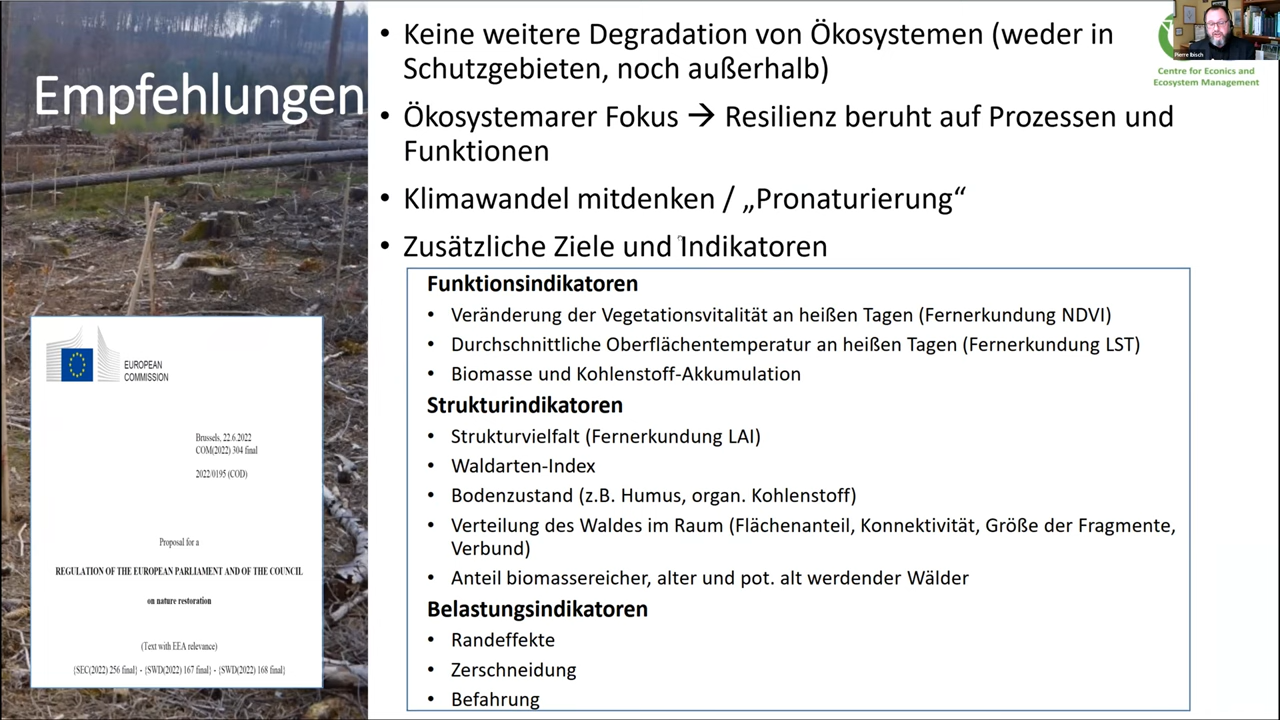 Empfehlungen
• Keine weitere Degradation von Ökosystemen (weder in
Schutzgebieten, noch außerhalb)
• Ökosystemarer Fokus → Resilienz beruht auf Prozessen und
Funktionen
• Klimawandel mitdenken / „Pronaturierung“
• Zusätzliche Ziele und Indikatoren
Funktionsindikatoren
• Veränderung der Vegetationsvitalität an heißen Tagen (Fernerkundung NDVI)
• Durchschnittliche Oberflächentemperatur an heißen Tagen (Fernerkundung LST)
• Biomasse und Kohlenstoff-Akkumulation
Strukturindikatoren
• Strukturvielfalt (Fernerkundung LAI)
• Waldarten-Index
• Bodenzustand (z.B. Humus, organ. Kohlenstoff)
• Verteilung des Waldes im Raum (Flächenanteil, Konnektivität, Größe der Fragmente,
Verbund)
• Anteil biomassereicher, alter und pot. alt werdender Wälder
Belastungsindikatoren
• Randeffekte
• Zerschneidung
• Befahrung
EUROPEAN
COMMISSION
Brussels, 22.6.2022
COM(2022) 304 final
2022/0195 (COD)
Proposal for a
REGULATION OF THE EUROPEAN PARLIAMENT AND OF THE COUNCIL
on nature restoration
(Text with EEA relevance)
{SEC(2022) 256 final} - {SWD(2022) 167 final} - {SWD(2022) 168 final}
Pierre Ibisch
Centre for Econics and
Ecosystem Management